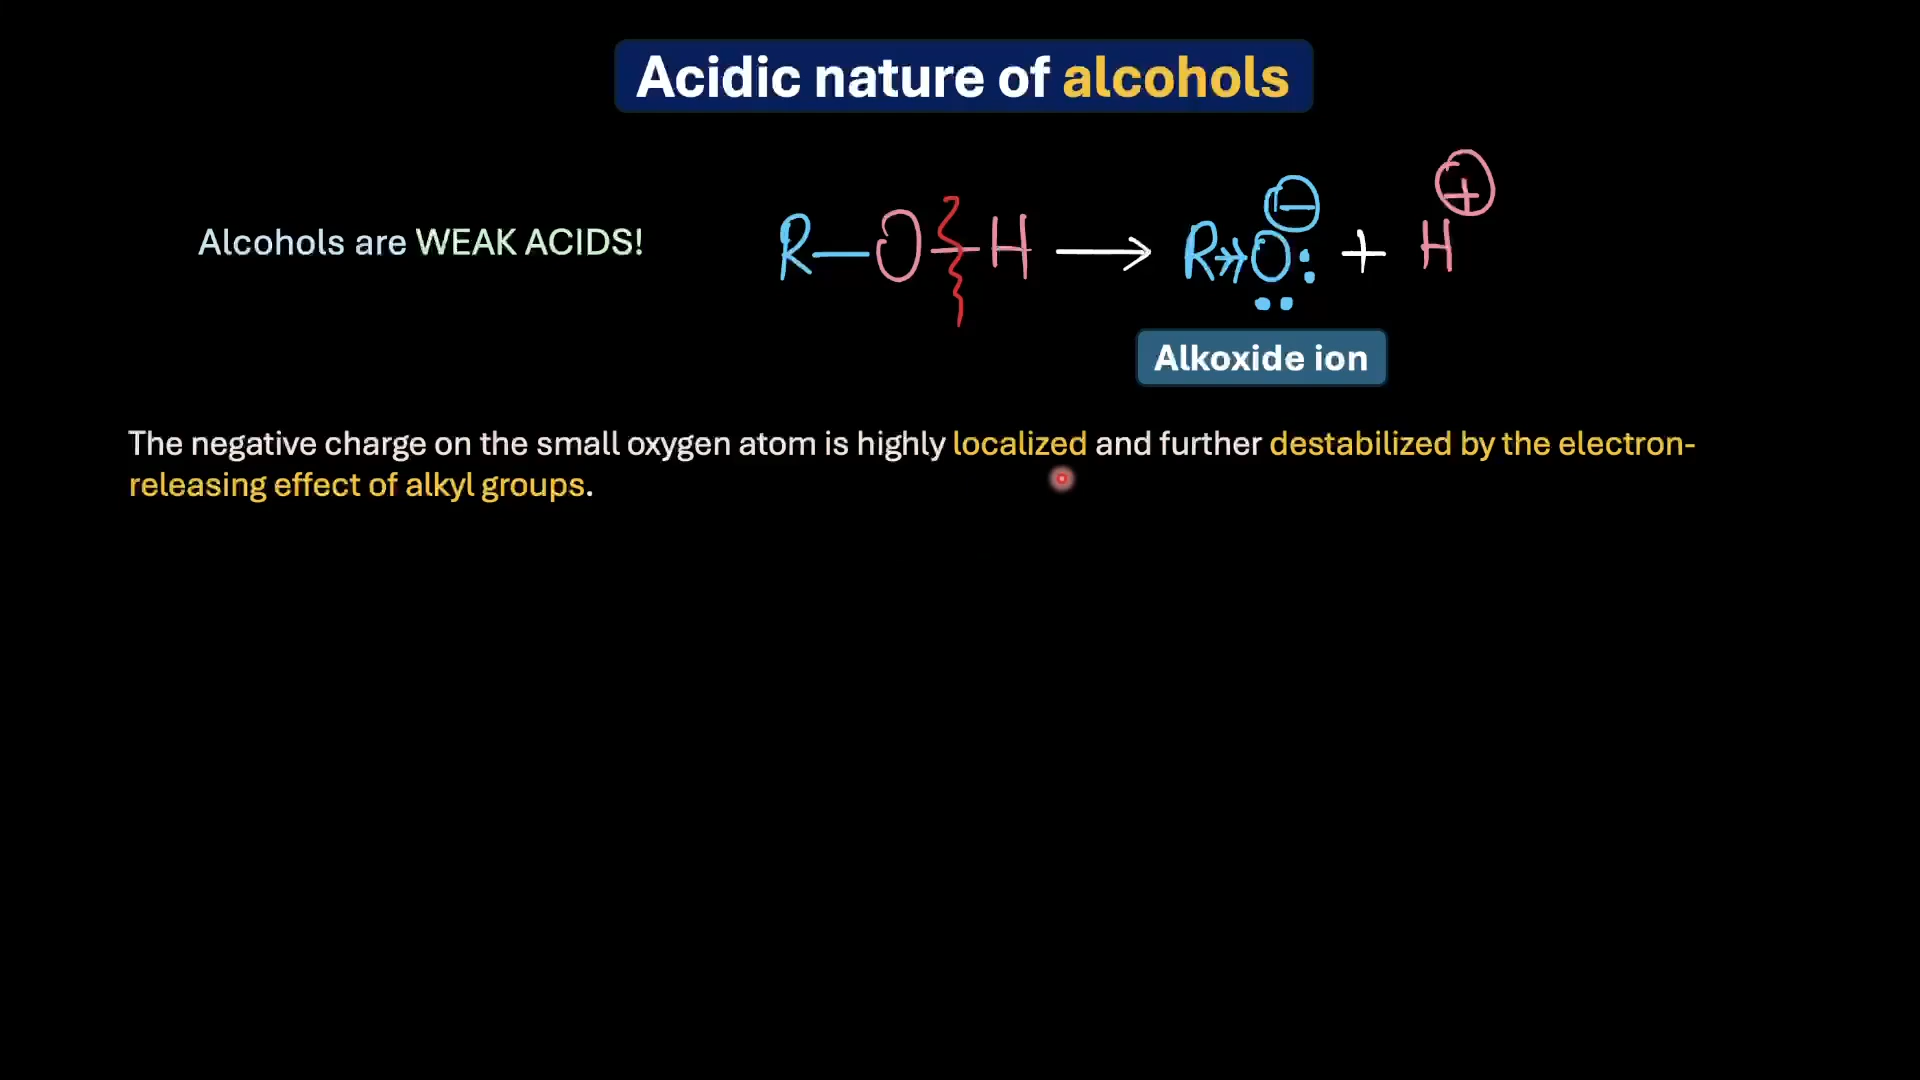 Acidic nature of alcohols
Alcohols are WEAK ACIDS!
R—O—H ⟶ R»O:⊖ + H⊕
Alkoxide ion
The negative charge on the small oxygen atom is highly localized and further destabilized by the electron-
releasing effect of alkyl groups.